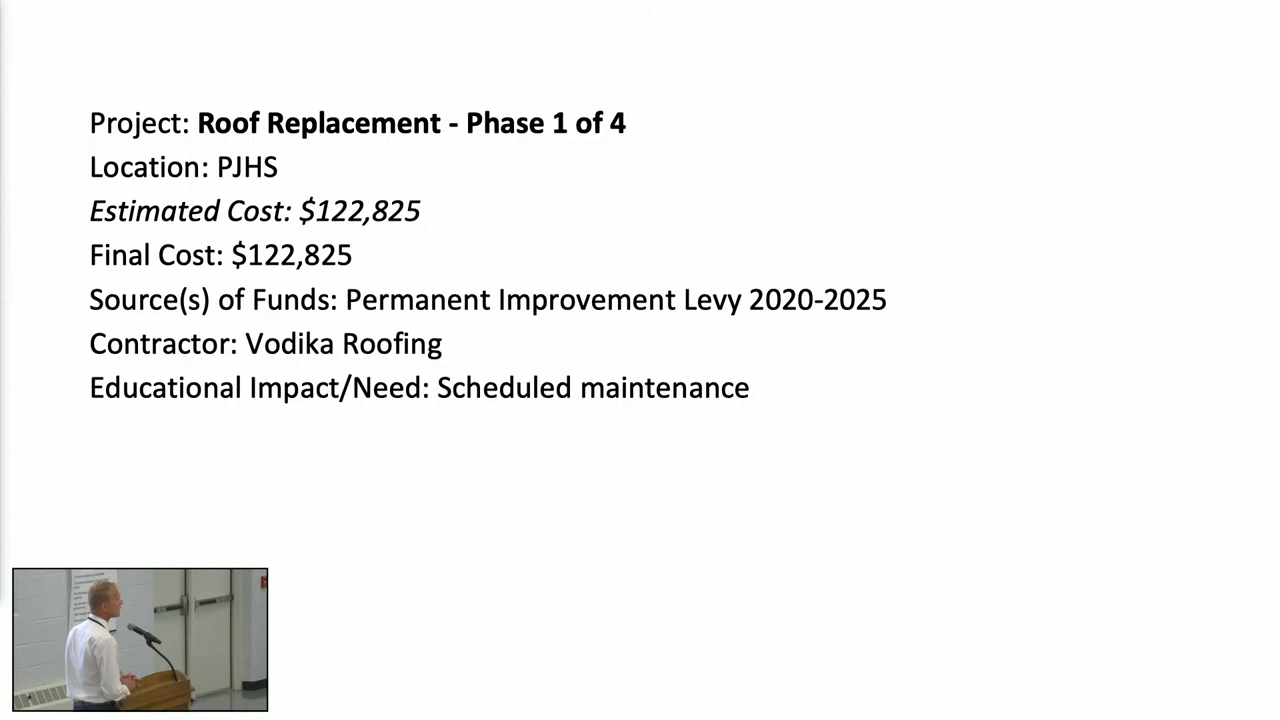 Project: Roof Replacement - Phase 1 of 4
Location: PJHS
Estimated Cost: $122,825
Final Cost: $122,825
Source(s) of Funds: Permanent Improvement Levy 2020-2025
Contractor: Vodika Roofing
Educational Impact/Need: Scheduled maintenance